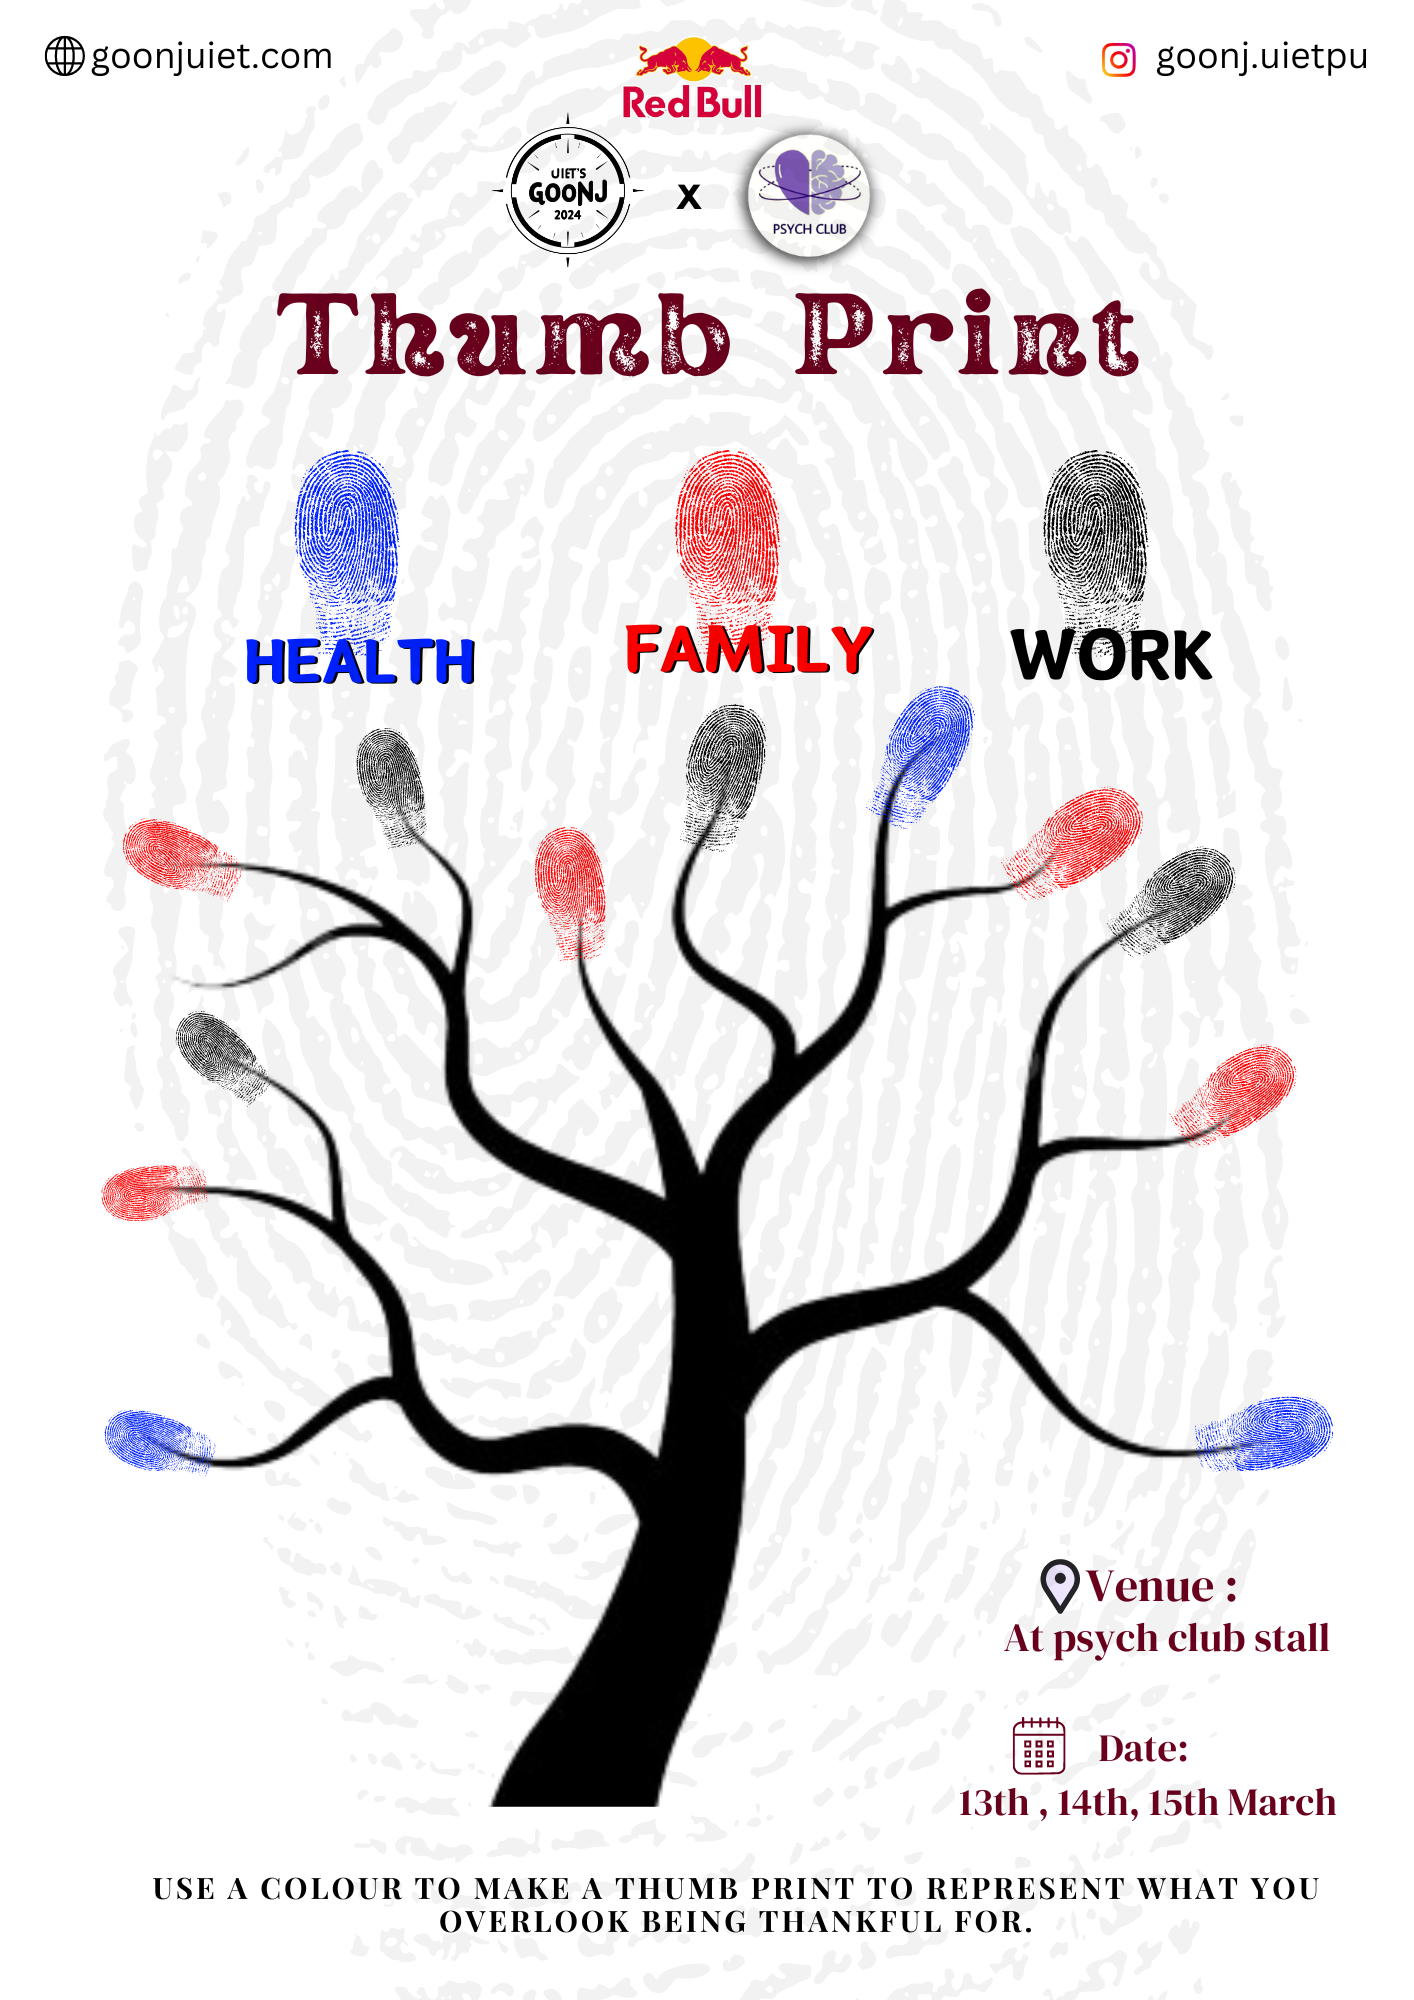 goonjuiet.com
Red Bull
goonj.uietpu
UIET'S
GOONJ
2024
x
PSYCH CLUB
Thumb Print
HEALTH
FAMILY
WORK
Venue :
At psych club stall
Date:
13th , 14th, 15th March
USE A COLOUR TO MAKE A THUMB PRINT TO REPRESENT WHAT YOU
OVERLOOK BEING THANKFUL FOR.